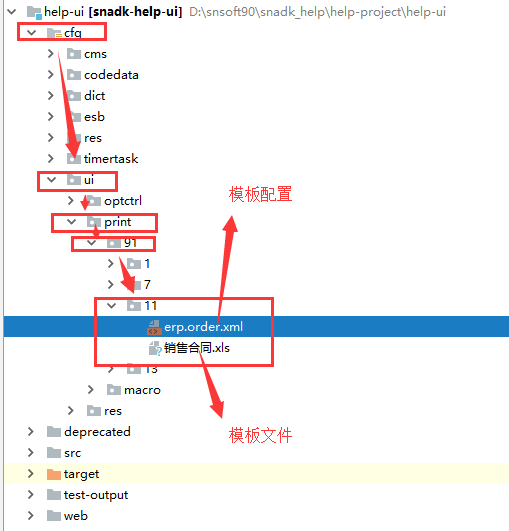 help-ui [snadk-help-ui] D:\snsoft90\snadk_help\help-project\help-ui
cfg
cms
codedata
dict
esb
res
timertask
ui
optctrl
print
91
1
7
11
erp.order.xml
销售合同.xls
13
macro
res
deprecated
src
target
test-output
web
模板配置
模板文件